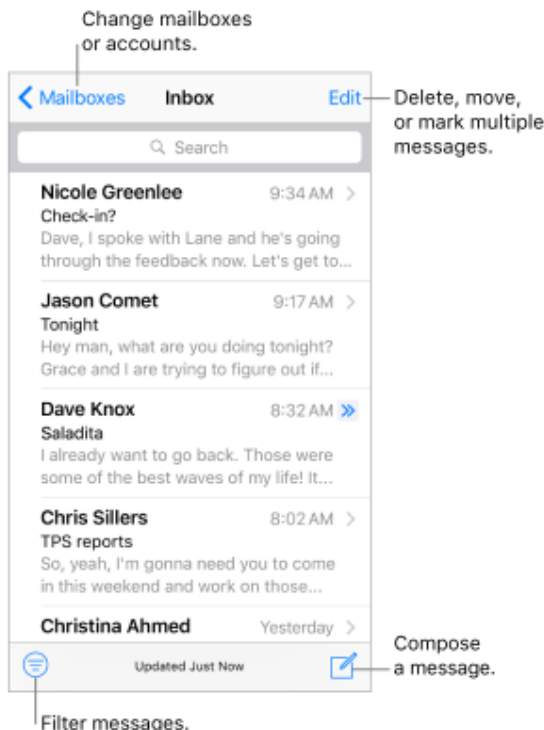 Change mailboxes
or accounts.
Mailboxes Inbox Edit
Delete, move,
or mark multiple
messages.
Search
Nicole Greenlee 9:34 AM
Check-in?
Dave, I spoke with Lane and he's going
through the feedback now. Let's get to...
Jason Comet 9:17 AM
Tonight
Hey man, what are you doing tonight?
Grace and I are trying to figure out if...
Dave Knox 8:32 AM
Saladita
I already want to go back. Those were
some of the best waves of my life! It...
Chris Sillers 8:02 AM
TPS reports
So, yeah, I'm gonna need you to come
in this weekend and work on those...
Christina Ahmed Yesterday
Updated Just Now
Compose
a message.
Filter messages.